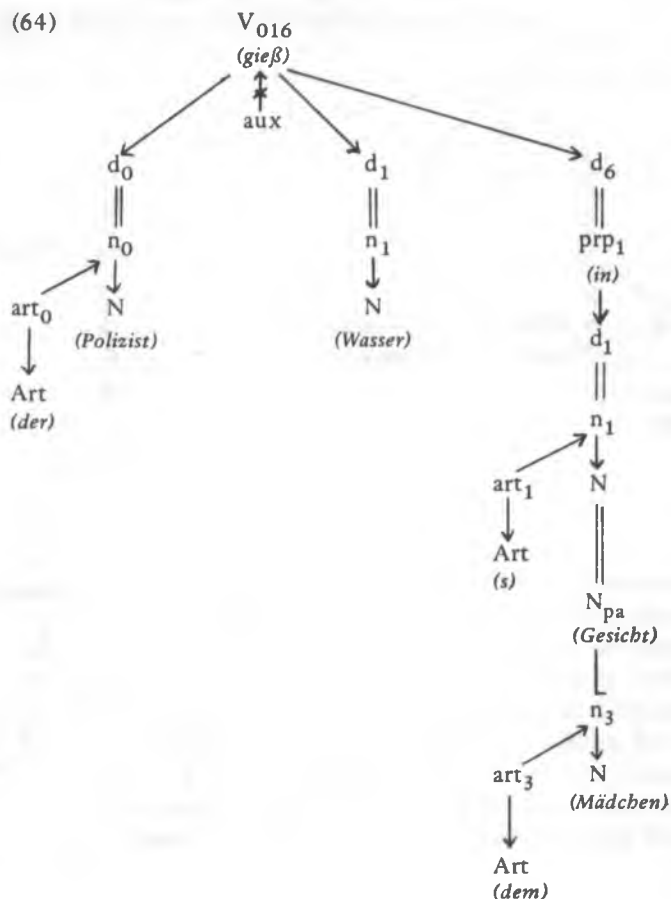 (64) V016
(gieß)
aux
d0 d1 d6
n0 n1 prp1
(in)
art0 N N
(Polizist) (Wasser) d1
Art
(der) n1
art1 N
Art
(s)
Npa
(Gesicht)
n3
art3 N
(Mädchen)
Art
(dem)